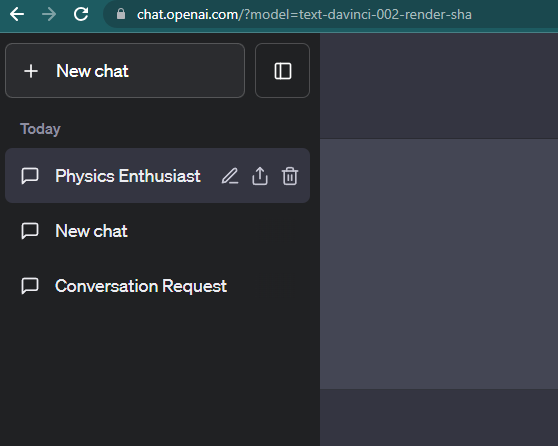 chat.openai.com/?model=text-davinci-002-render-sha
New chat
Today
Physics Enthusiast
New chat
Conversation Request